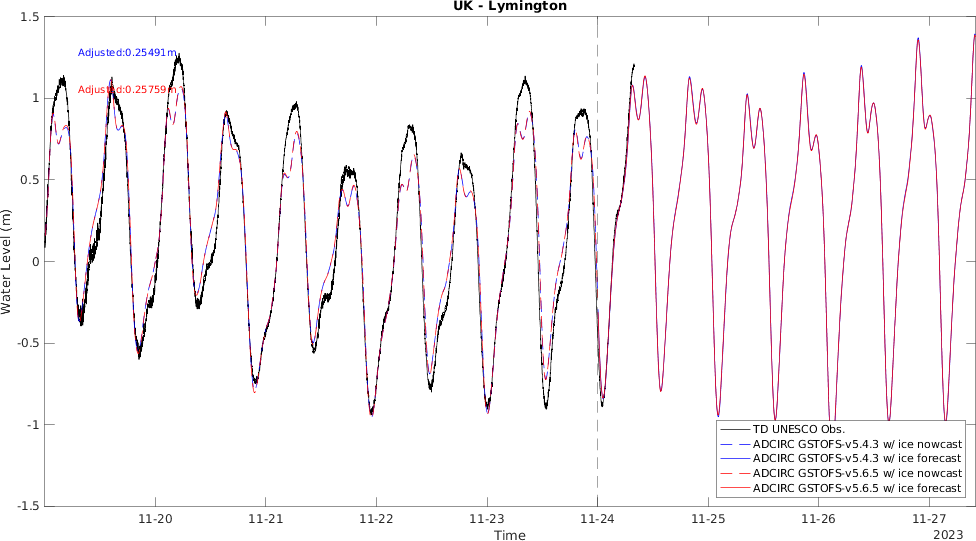 UK - Lymington
1.5
1
0.5
0
-0.5
-1
-1.5
Water Level (m)
Adjusted:0.25491m
Adjusted:0.25759m
TD UNESCO Obs.
ADCIRC GSTOFS-v5.4.3 w/ ice nowcast
ADCIRC GSTOFS-v5.4.3 w/ ice forecast
ADCIRC GSTOFS-v5.6.5 w/ ice nowcast
ADCIRC GSTOFS-v5.6.5 w/ ice forecast
11-20 11-21 11-22 11-23 11-24 11-25 11-26 11-27
Time
2023